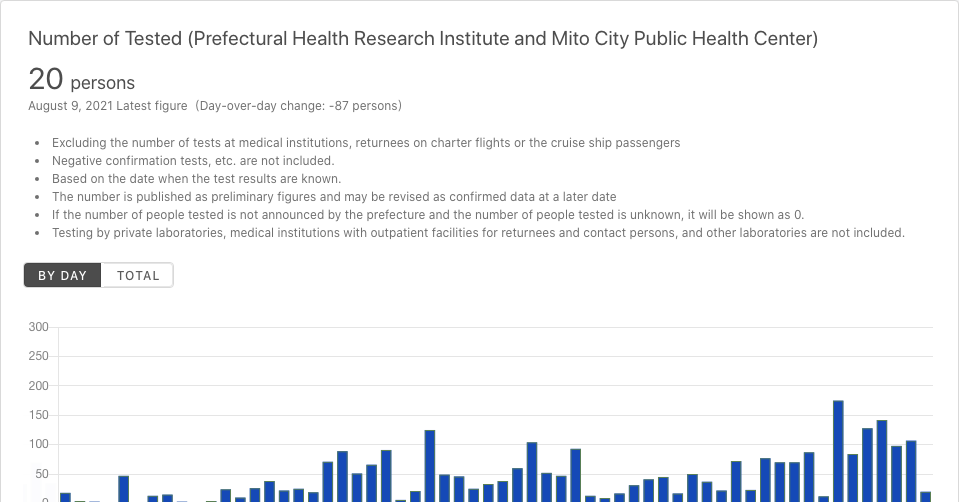 Number of Tested (Prefectural Health Research Institute and Mito City Public Health Center)
20 persons
August 9, 2021 Latest figure (Day-over-day change: -87 persons)
• Excluding the number of tests at medical institutions, returnees on charter flights or the cruise ship passengers
• Negative confirmation tests, etc. are not included.
• Based on the date when the test results are known.
• The number is published as preliminary figures and may be revised as confirmed data at a later date
• If the number of people tested is not announced by the prefecture and the number of people tested is unknown, it will be shown as 0.
• Testing by private laboratories, medical institutions with outpatient facilities for returnees and contact persons, and other laboratories are not included.
BY DAY TOTAL
300
250
200
150
100
50
0